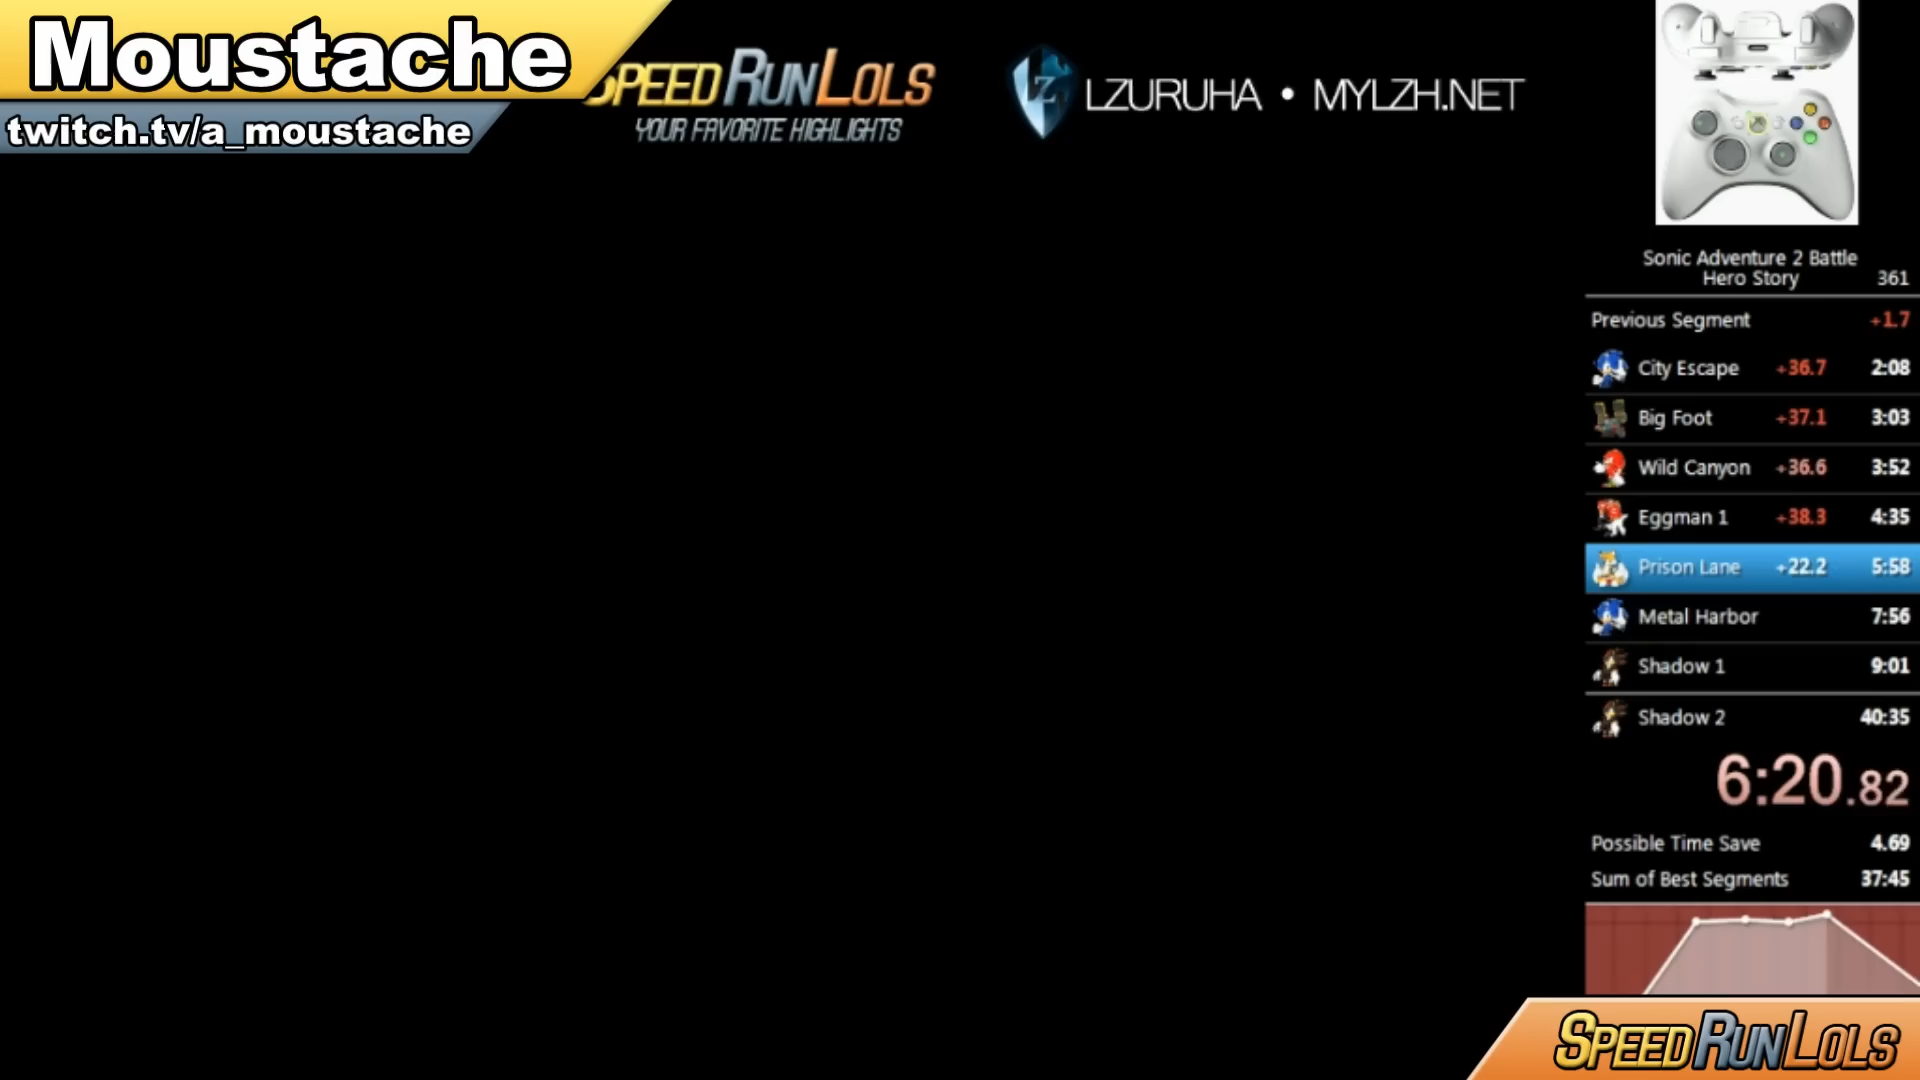 Moustache
twitch.tv/a_moustache
SPEEDRUNLOLS
YOUR FAVORITE HIGHLIGHTS
LZ
LZURUHA • MYLZH.NET
Sonic Adventure 2 Battle
Hero Story 361
Previous Segment +1.7
City Escape +36.7 2:08
Big Foot +37.1 3:03
Wild Canyon +36.6 3:52
Eggman 1 +38.3 4:35
Prison Lane +22.2 5:58
Metal Harbor 7:56
Shadow 1 9:01
Shadow 2 40:35
6:20.82
Possible Time Save 4.69
Sum of Best Segments 37:45
SPEEDRUNLOLS